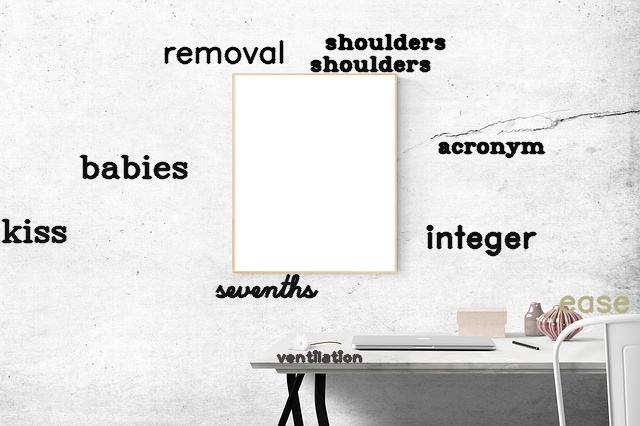 shoulders
removal
shoulders
acronym
babies
kiss
integer
sevenths
ease
ventilation